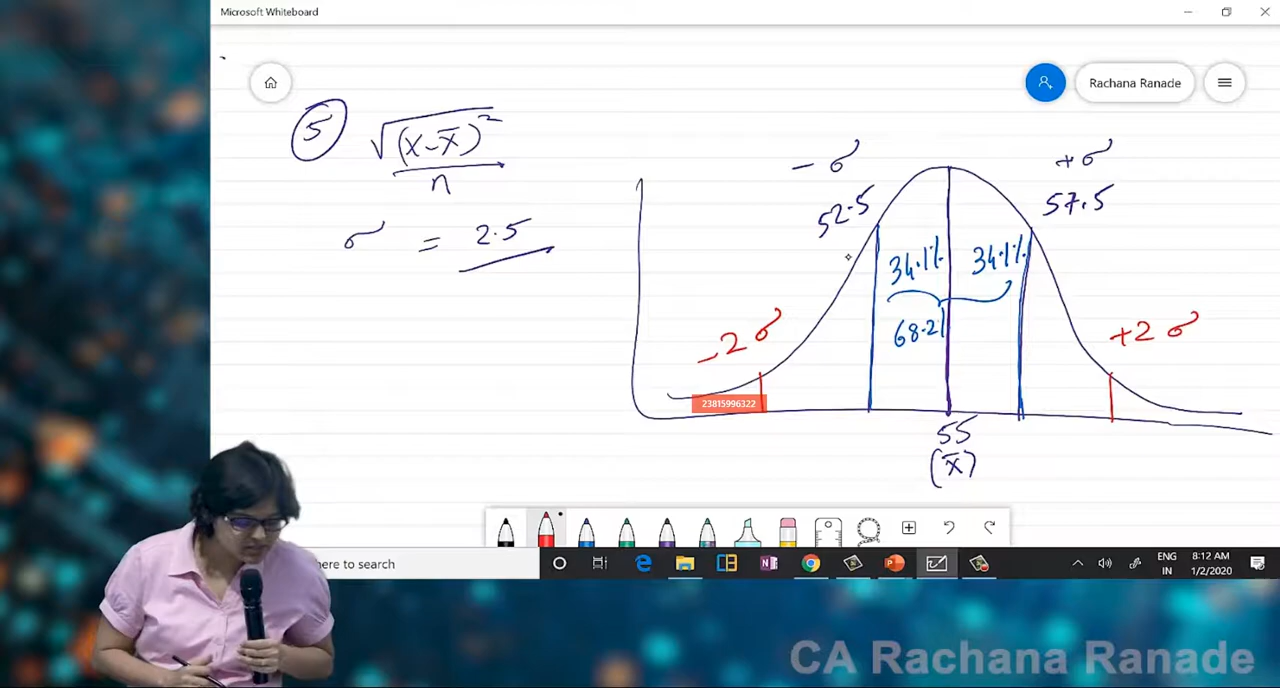 Microsoft Whiteboard
Rachana Ranade
5
√(x-x̄)²
n
σ = 2.5
-σ
+σ
52.5
57.5
34.1%
34.1%
68.2%
-2σ
+2σ
23815996322
55
(x̄)
here to search
ENG
IN
8:12 AM
1/2/2020
CA Rachana Ranade